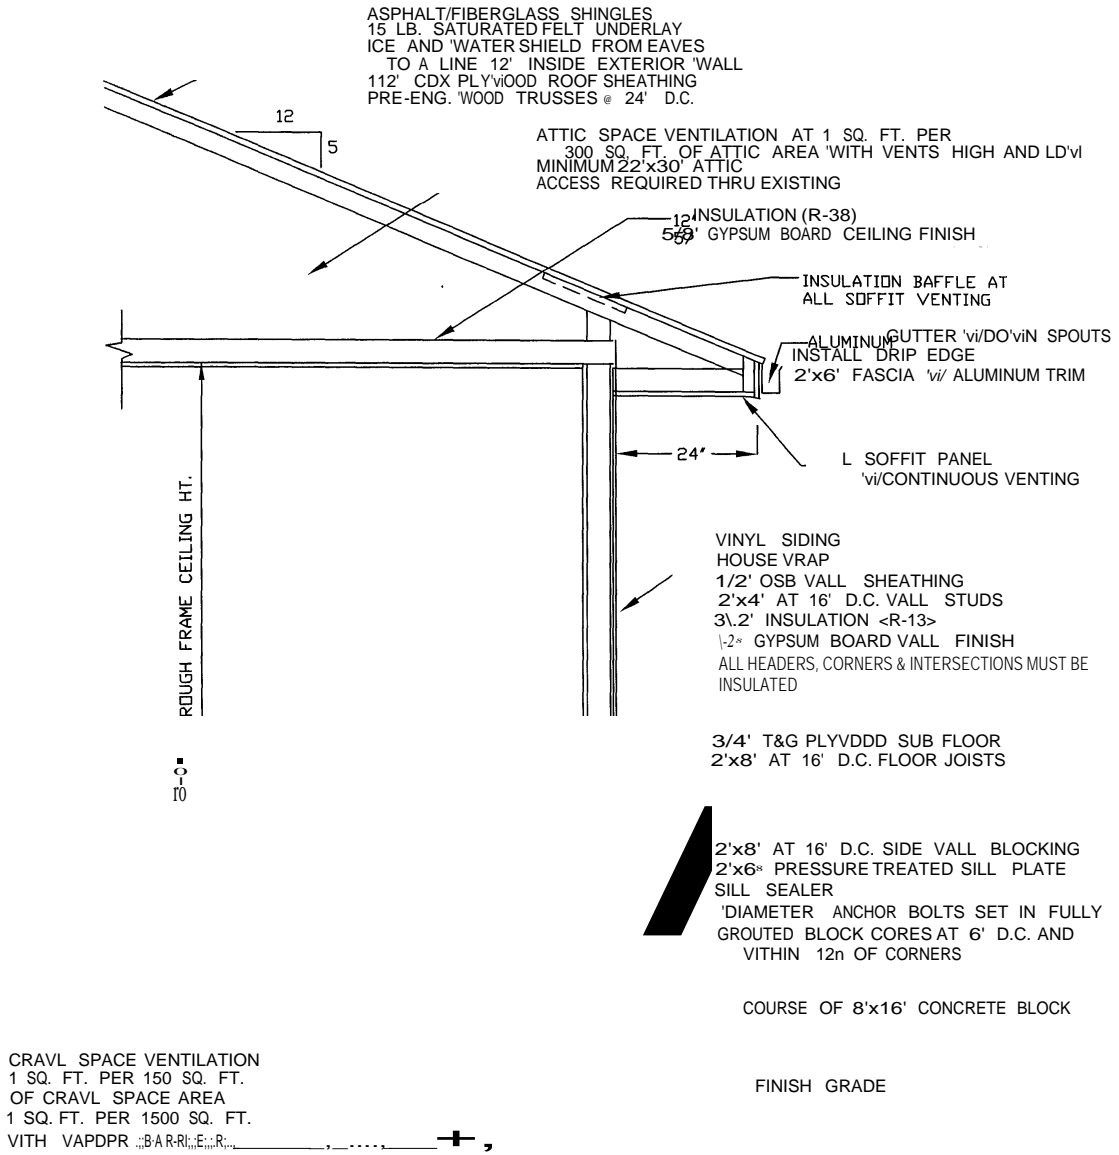 ASPHALT/FIBERGLASS SHINGLES
15 LB. SATURATED FELT UNDERLAY
ICE AND 'WATER SHIELD FROM EAVES
TO A LINE 12' INSIDE EXTERIOR 'WALL
112' CDX PLY'viOOD ROOF SHEATHING
PRE-ENG. 'WOOD TRUSSES @ 24' D.C.
12
5
ATTIC SPACE VENTILATION AT 1 SQ. FT. PER
300 SQ. FT. OF ATTIC AREA 'WITH VENTS HIGH AND LD'vl
MINIMUM 22'x30' ATTIC
ACCESS REQUIRED THRU EXISTING
12' INSULATION (R-38)
5/8' GYPSUM BOARD CEILING FINISH
INSULATION BAFFLE AT
ALL SOFFIT VENTING
ALUMINUM GUTTER 'vi/DO'viN SPOUTS
INSTALL DRIP EDGE
2'x6' FASCIA 'vi/ ALUMINUM TRIM
24"
L SOFFIT PANEL
'vi/CONTINUOUS VENTING
ROUGH FRAME CEILING HT.
VINYL SIDING
HOUSE VRAP
1/2' OSB VALL SHEATHING
2'x4' AT 16' D.C. VALL STUDS
3\.2' INSULATION <R-13>
\-2" GYPSUM BOARD VALL FINISH
ALL HEADERS, CORNERS & INTERSECTIONS MUST BE
INSULATED
3/4' T&G PLYVDDD SUB FLOOR
2'x8' AT 16' D.C. FLOOR JOISTS
2'x8' AT 16' D.C. SIDE VALL BLOCKING
2'x6" PRESSURE TREATED SILL PLATE
SILL SEALER
'DIAMETER ANCHOR BOLTS SET IN FULLY
GROUTED BLOCK CORES AT 6' D.C. AND
VITHIN 12n OF CORNERS
COURSE OF 8'x16' CONCRETE BLOCK
FINISH GRADE
CRAVL SPACE VENTILATION
1 SQ. FT. PER 150 SQ. FT.
OF CRAVL SPACE AREA
1 SQ. FT. PER 1500 SQ. FT.
VITH VAPDPR